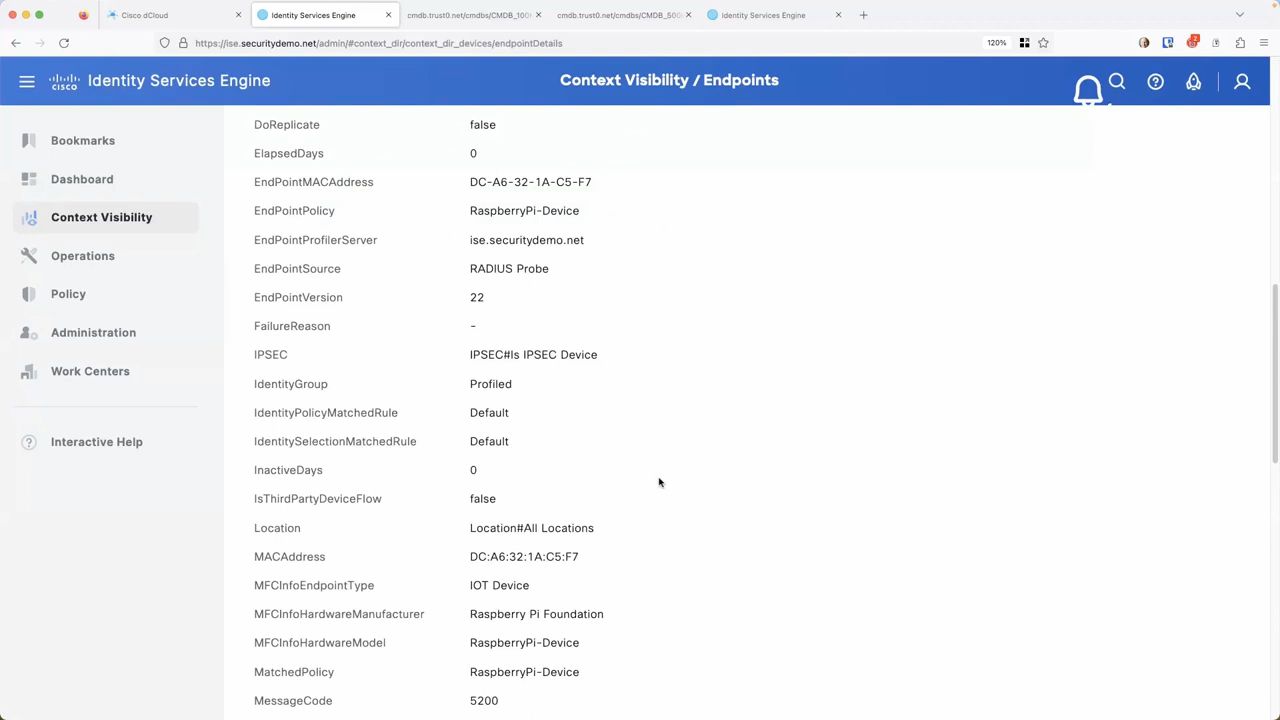 Cisco dCloud
Identity Services Engine
cmdb.trust0.net/cmdbs/CMDB_100
cmdb.trust0.net/cmdbs/CMDB_500
Identity Services Engine
https://ise.securitydemo.net/admin/#context_dir/context_dir_devices/endpointDetails
120%
2
cisco Identity Services Engine
Context Visibility / Endpoints
Bookmarks
Dashboard
Context Visibility
Operations
Policy
Administration
Work Centers
Interactive Help
DoReplicate false
ElapsedDays 0
EndPointMACAddress DC-A6-32-1A-C5-F7
EndPointPolicy RaspberryPi-Device
EndPointProfilerServer ise.securitydemo.net
EndPointSource RADIUS Probe
EndPointVersion 22
FailureReason -
IPSEC IPSEC#Is IPSEC Device
IdentityGroup Profiled
IdentityPolicyMatchedRule Default
IdentitySelectionMatchedRule Default
InactiveDays 0
IsThirdPartyDeviceFlow false
Location Location#All Locations
MACAddress DC:A6:32:1A:C5:F7
MFCInfoEndpointType IOT Device
MFCInfoHardwareManufacturer Raspberry Pi Foundation
MFCInfoHardwareModel RaspberryPi-Device
MatchedPolicy RaspberryPi-Device
MessageCode 5200